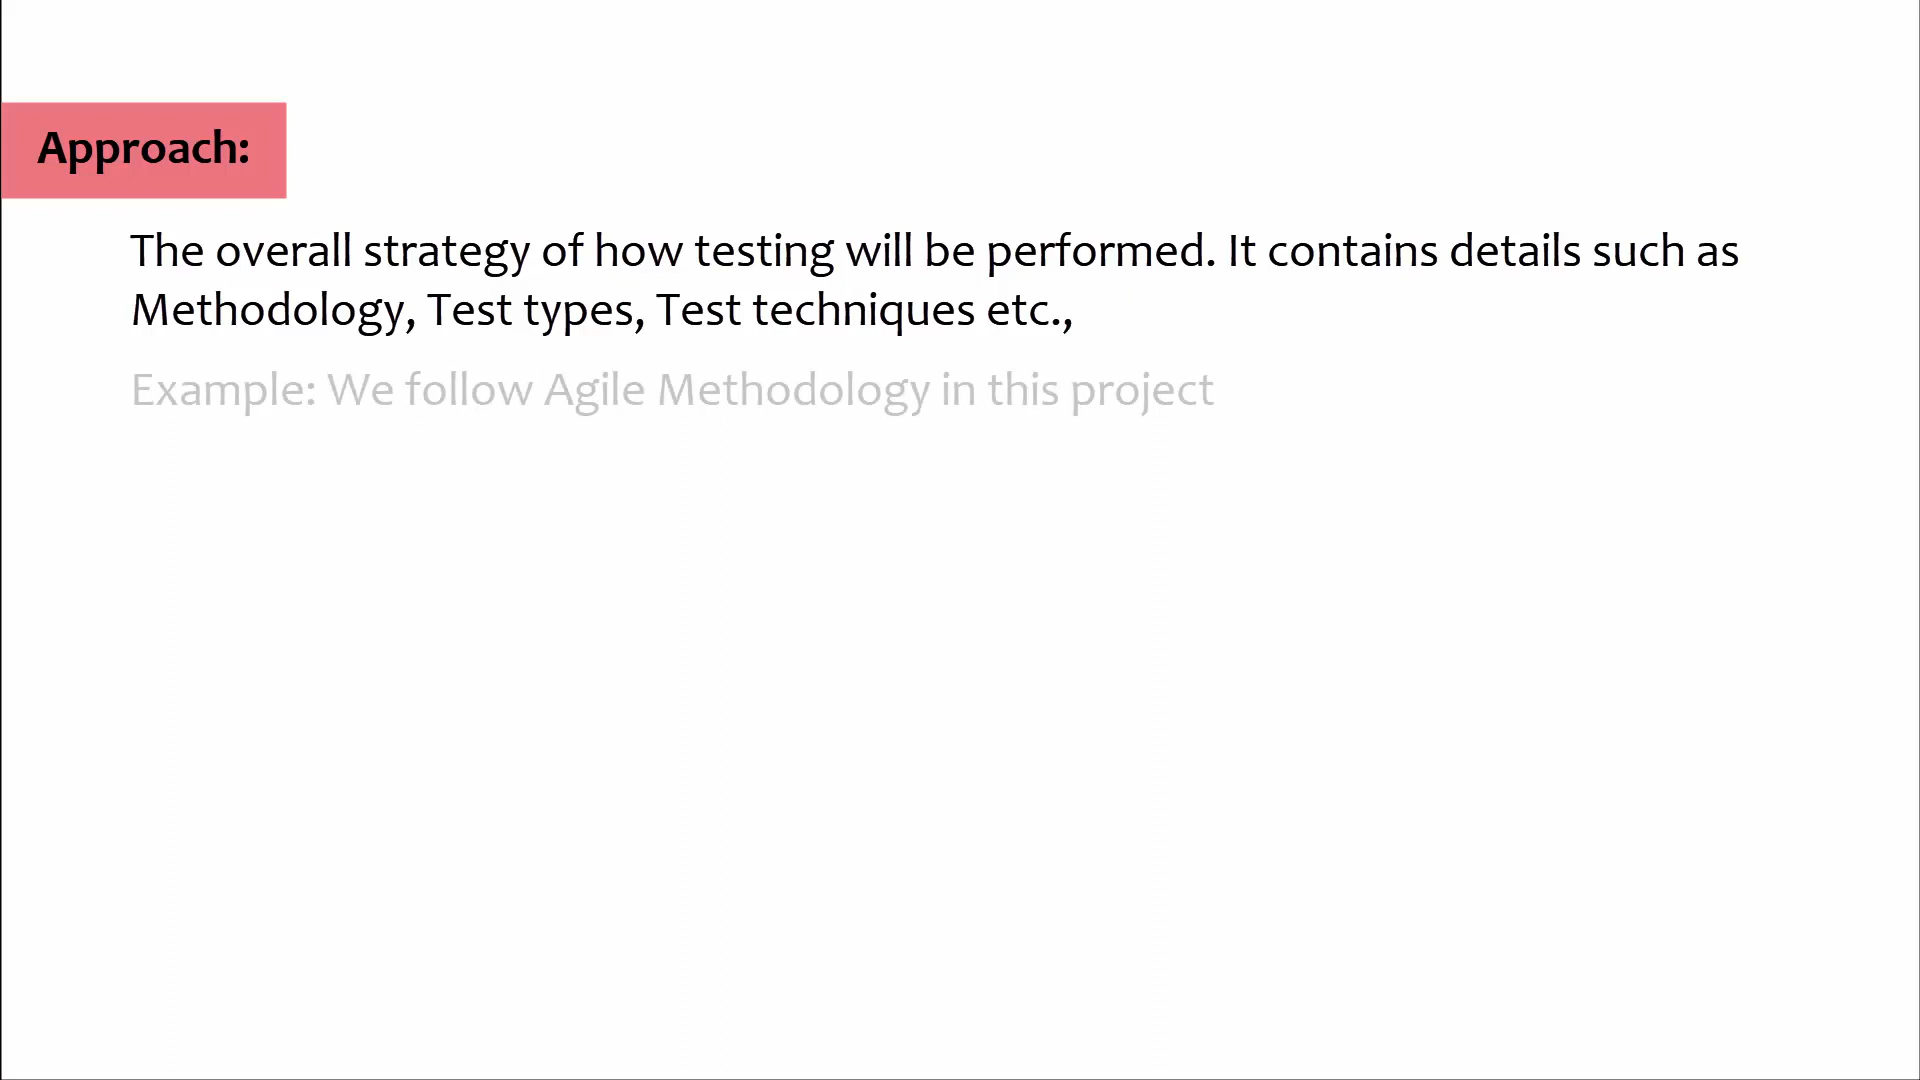 Approach:
The overall strategy of how testing will be performed. It contains details such as
Methodology, Test types, Test techniques etc.,
Example: We follow Agile Methodology in this project